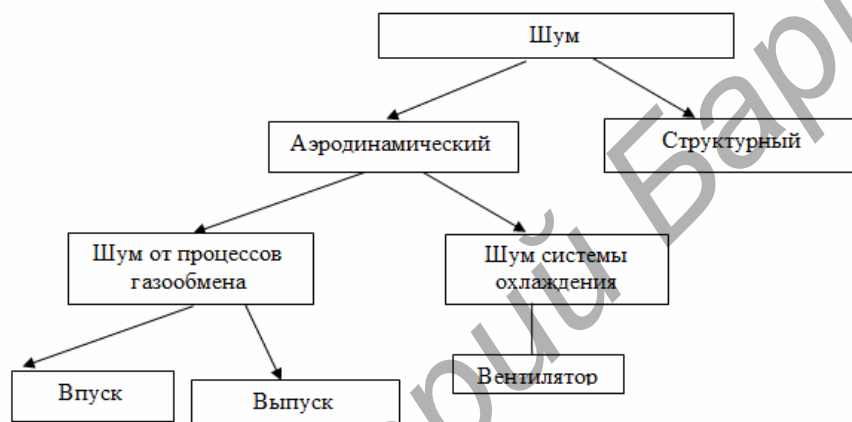 Шум
Аэродинамический
Структурный
Шум от процессов
газообмена
Шум системы
охлаждения
Впуск
Выпуск
Вентилятор